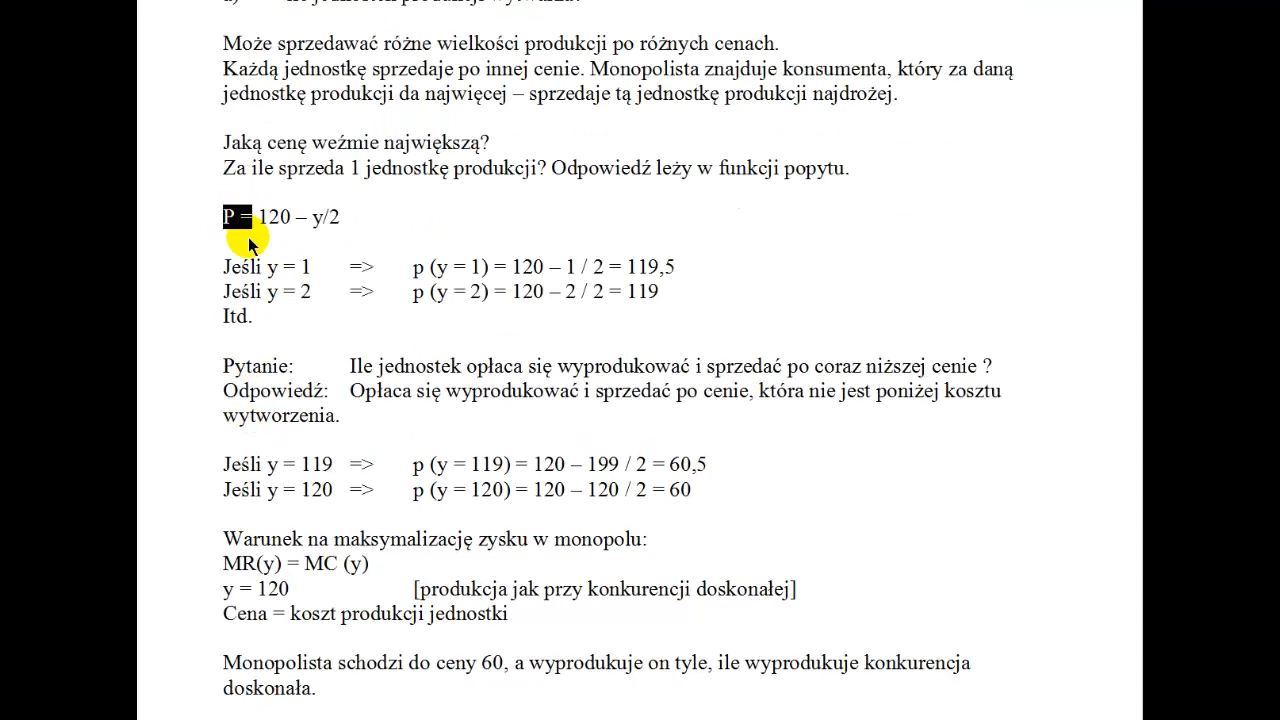 Może sprzedawać różne wielkości produkcji po różnych cenach.
Każdą jednostkę sprzedaje po innej cenie. Monopolista znajduje konsumenta, który za daną
jednostkę produkcji da najwięcej – sprzedaje tą jednostkę produkcji najdrożej.
Jaką cenę weźmie największą?
Za ile sprzeda 1 jednostkę produkcji? Odpowiedź leży w funkcji popytu.
P = 120 – y/2
Jeśli y = 1 => p (y = 1) = 120 – 1 / 2 = 119,5
Jeśli y = 2 => p (y = 2) = 120 – 2 / 2 = 119
Itd.
Pytanie: Ile jednostek opłaca się wyprodukować i sprzedać po coraz niższej cenie ?
Odpowiedź: Opłaca się wyprodukować i sprzedać po cenie, która nie jest poniżej kosztu
wytworzenia.
Jeśli y = 119 => p (y = 119) = 120 – 199 / 2 = 60,5
Jeśli y = 120 => p (y = 120) = 120 – 120 / 2 = 60
Warunek na maksymalizację zysku w monopolu:
MR(y) = MC (y)
y = 120 [produkcja jak przy konkurencji doskonałej]
Cena = koszt produkcji jednostki
Monopolista schodzi do ceny 60, a wyprodukuje on tyle, ile wyprodukuje konkurencja
doskonała.